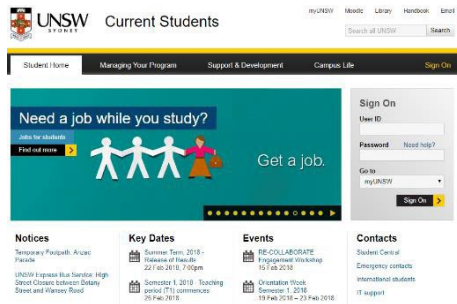 myUNSW Moodle Library Handbook Email
UNSW
SYDNEY
Current Students
Search all UNSW
Search
Student Home Managing Your Program Support & Development Campus Life Sign On
Need a job while you study?
Jobs for students
Find out more
Get a job.
Sign On
User ID
Password Need help?
Go to
myUNSW
Sign On
Notices
Temporary Footpath: Anzac
Parade
UNSW Express Bus Service: High
Street Closure between Botany
Street and Wansey Road
Key Dates
Summer Term, 2018 -
Release of Results
22 Feb 2018, 7:00pm
Semester 1, 2018 - Teaching
period (T1) commences
26 Feb 2018
Events
RE-COLLABORATE
Engagement Workshop
15 Feb 2018
Orientation Week
Semester 1, 2018
19 Feb 2018 – 23 Feb 2018
Contacts
Student Central
Emergency contacts
International students
IT support